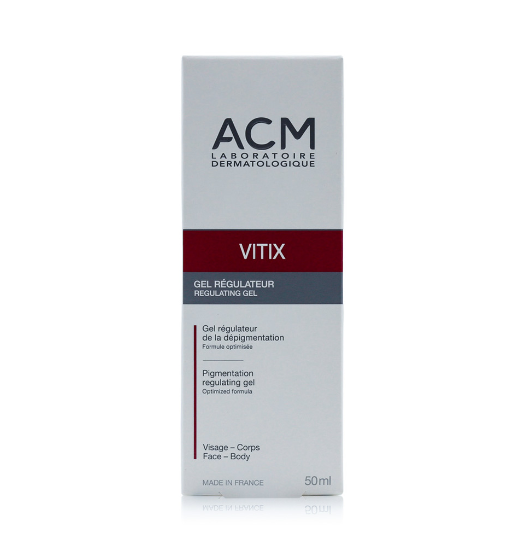 ACM
LABORATOIRE
DERMATOLOGIQUE
VITIX
GEL RÉGULATEUR
REGULATING GEL
Gel régulateur
de la dépigmentation
Formule optimisée
Pigmentation
regulating gel
Optimized formula
Visage – Corps
Face – Body
MADE IN FRANCE
50ml